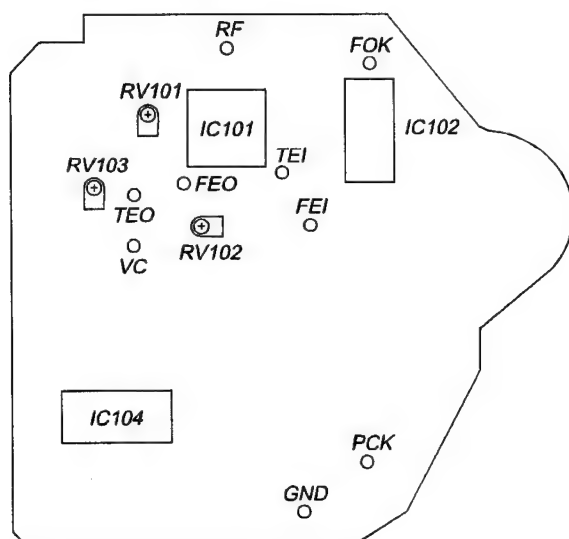 RF
FOK
RV101
IC101
IC102
TEI
RV103
FEO
TEO
FEI
RV102
VC
IC104
PCK
GND